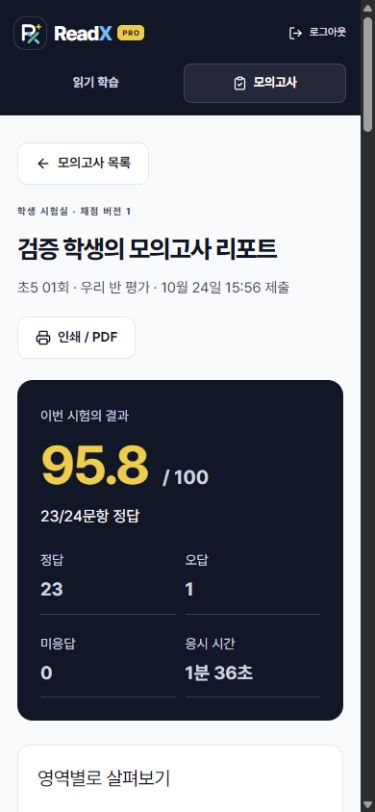 ReadX PRO
로그아웃
읽기 학습
모의고사
모의고사 목록
학생 시험실 · 채점 버전 1
검증 학생의 모의고사 리포트
초5 01회 · 우리 반 평가 · 10월 24일 15:56 제출
인쇄 / PDF
이번 시험의 결과
95.8 / 100
23/24문항 정답
정답 오답
23 1
미응답 응시 시간
0 1분 36초
영역별로 살펴보기